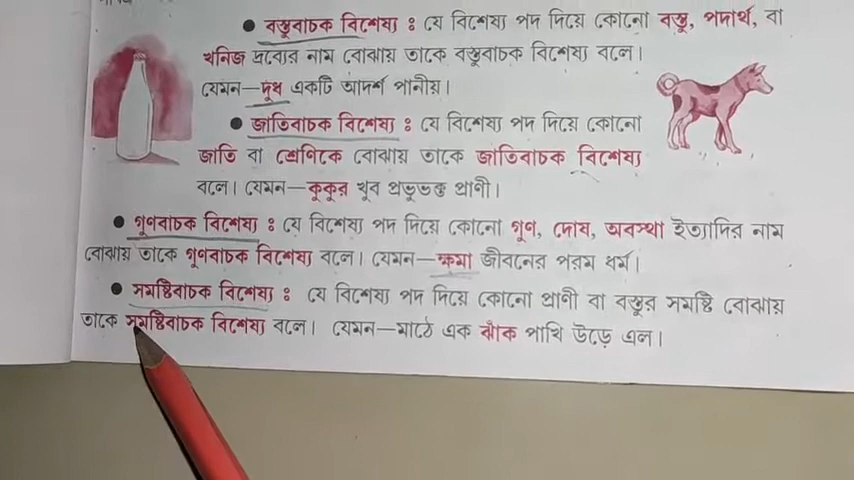 ● বস্তুবাচক বিশেষ্য : যে বিশেষ্য পদ দিয়ে কোনো বস্তু, পদার্থ, বা
খনিজ দ্রব্যের নাম বোঝায় তাকে বস্তুবাচক বিশেষ্য বলে।
যেমন—দুধ একটি আদর্শ পানীয়।
● জাতিবাচক বিশেষ্য : যে বিশেষ্য পদ দিয়ে কোনো
জাতি বা শ্রেণিকে বোঝায় তাকে জাতিবাচক বিশেষ্য
বলে। যেমন—কুকুর খুব প্রভুভক্ত প্রাণী।
● গুণবাচক বিশেষ্য : যে বিশেষ্য পদ দিয়ে কোনো গুণ, দোষ, অবস্থা ইত্যাদির নাম
বোঝায় তাকে গুণবাচক বিশেষ্য বলে। যেমন—ক্ষমা জীবনের পরম ধর্ম।
● সমষ্টিবাচক বিশেষ্য : যে বিশেষ্য পদ দিয়ে কোনো প্রাণী বা বস্তুর সমষ্টি বোঝায়
তাকে সমষ্টিবাচক বিশেষ্য বলে। যেমন—মাঠে এক ঝাঁক পাখি উড়ে এল।